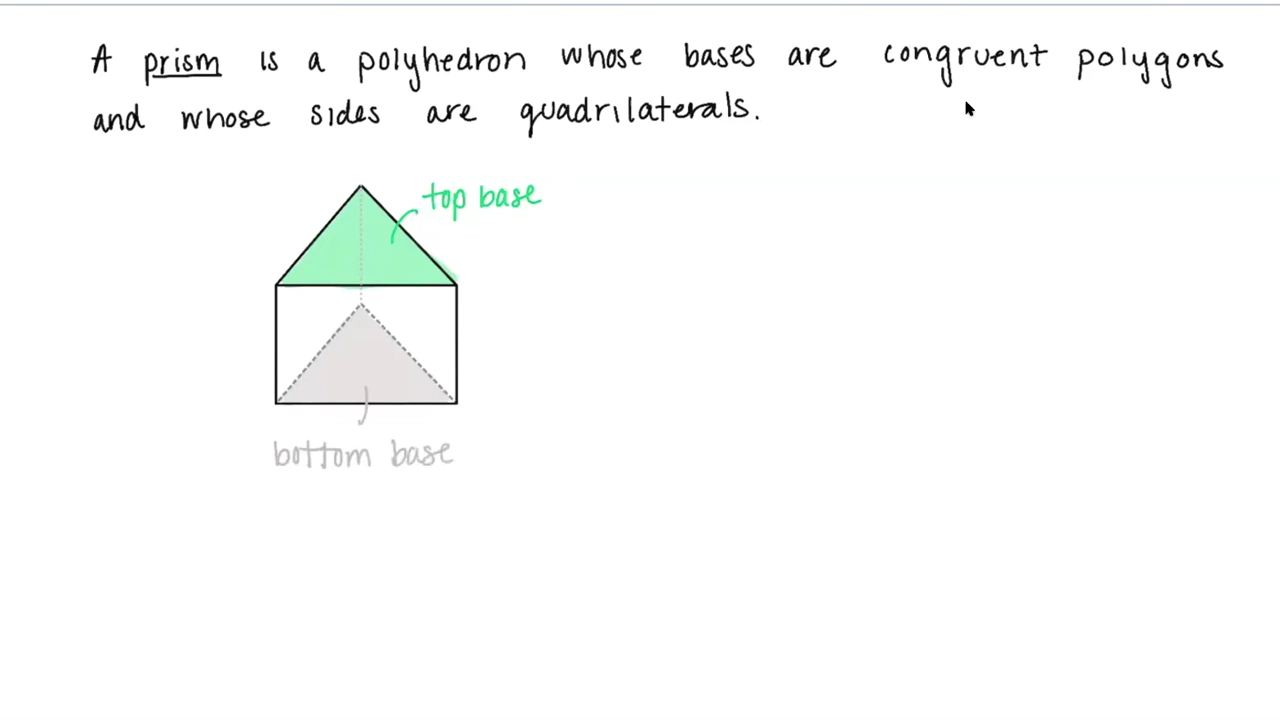 A prism is a polyhedron whose bases are congruent polygons
and whose sides are quadrilaterals.
top base
bottom base